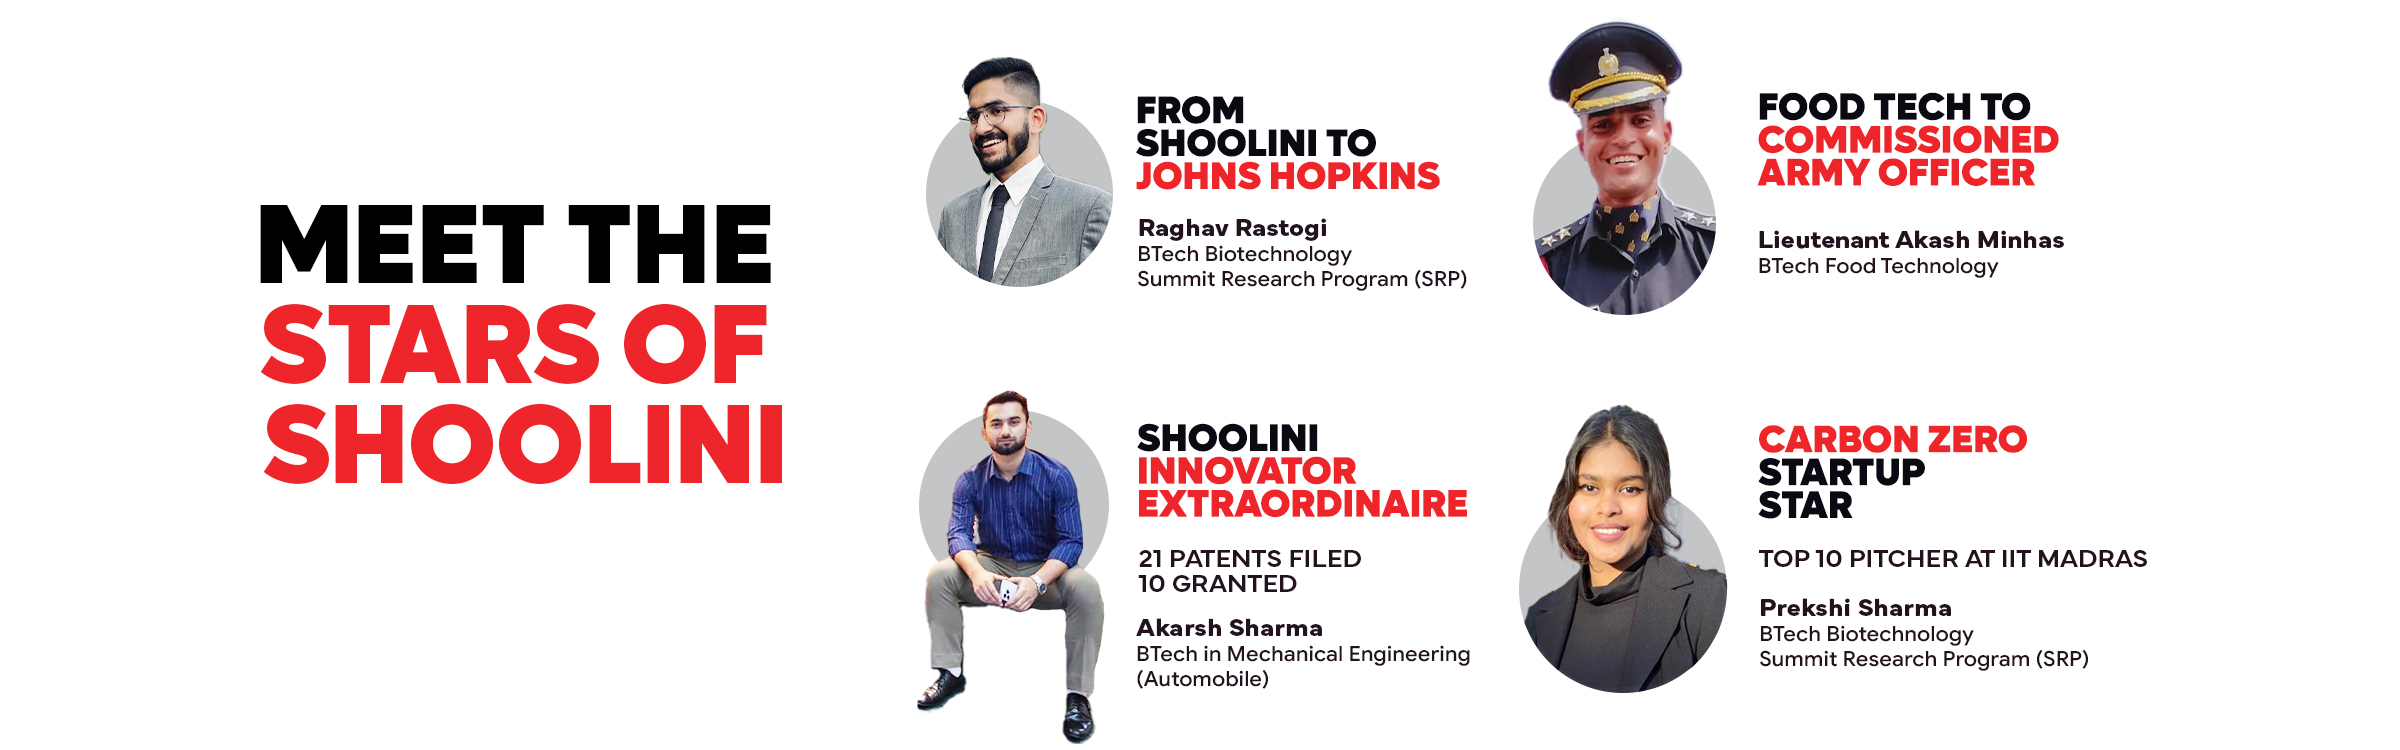 MEET THE
STARS OF
SHOOLINI
FROM
SHOOLINI TO
JOHNS HOPKINS
Raghav Rastogi
BTech Biotechnology
Summit Research Program (SRP)
FOOD TECH TO
COMMISSIONED
ARMY OFFICER
Lieutenant Akash Minhas
BTech Food Technology
SHOOLINI
INNOVATOR
EXTRAORDINAIRE
21 PATENTS FILED
10 GRANTED
Akarsh Sharma
BTech in Mechanical Engineering
(Automobile)
CARBON ZERO
STARTUP
STAR
TOP 10 PITCHER AT IIT MADRAS
Prekshi Sharma
BTech Biotechnology
Summit Research Program (SRP)